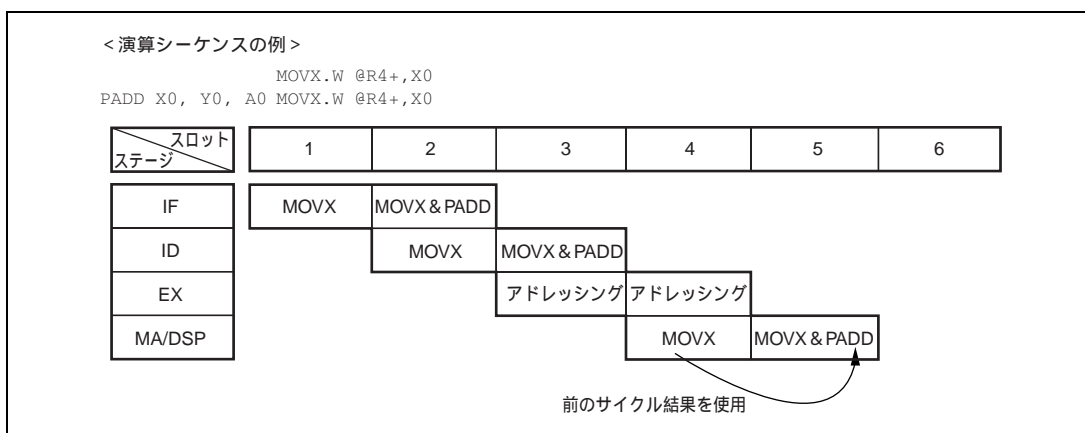 <演算シーケンスの例>
MOVX.W @R4+,X0
PADD X0, Y0, A0 MOVX.W @R4+,X0
スロット
ステージ
1 2 3 4 5 6
IF MOVX MOVX & PADD
ID MOVX MOVX & PADD
EX アドレッシング アドレッシング
MA/DSP MOVX MOVX & PADD
前のサイクル結果を使用